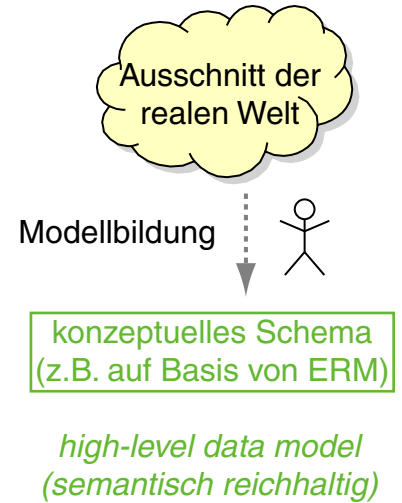 Ausschnitt der
realen Welt
Modellbildung
konzeptuelles Schema
(z.B. auf Basis von ERM)
high-level data model
(semantisch reichhaltig)